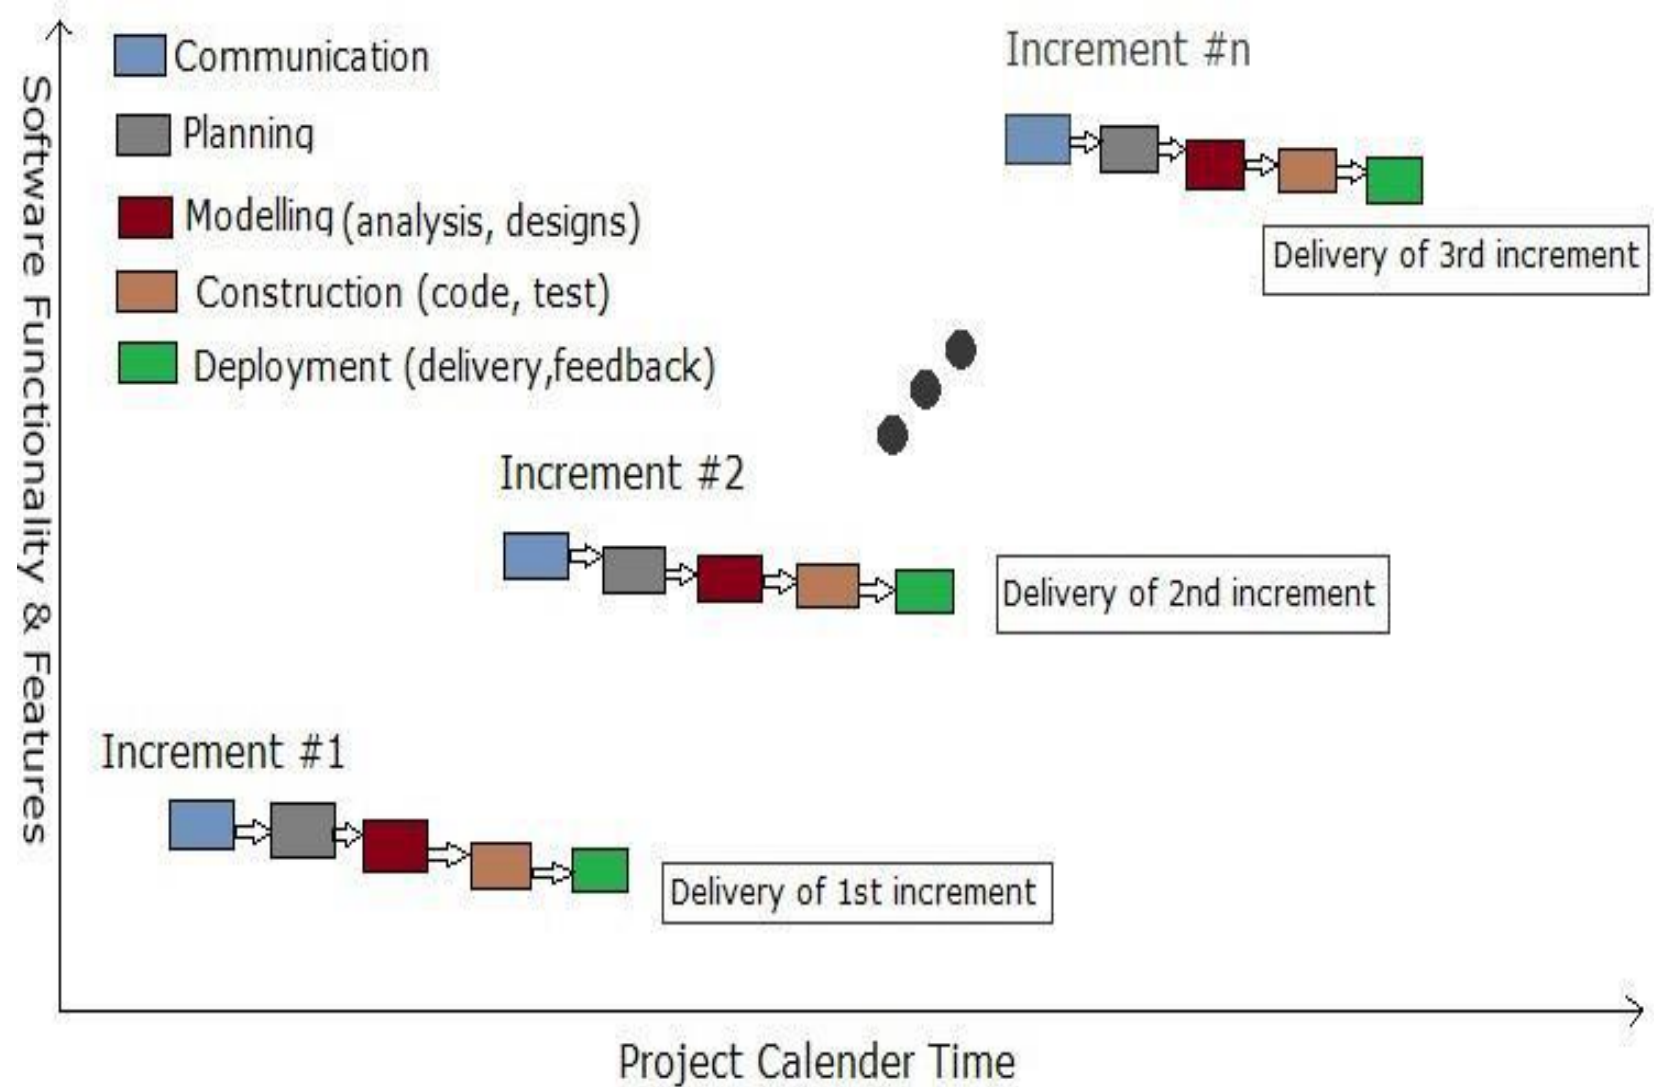 Communication
Planning
Modelling (analysis, designs)
Construction (code, test)
Deployment (delivery,feedback)
Increment #n
Delivery of 3rd increment
Increment #2
Delivery of 2nd increment
Increment #1
Delivery of 1st increment
Software Functionality & Features
Project Calender Time